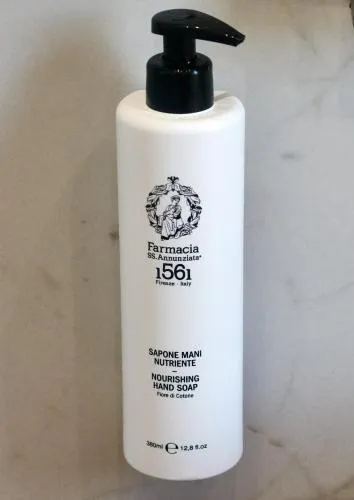 Farmacia
SS. Annunziata®
1561
Firenze - Italy
SAPONE MANI
NUTRIENTE
–
NOURISHING
HAND SOAP
Fiore di Cotone
380ml ℮ 12,8 fl.oz